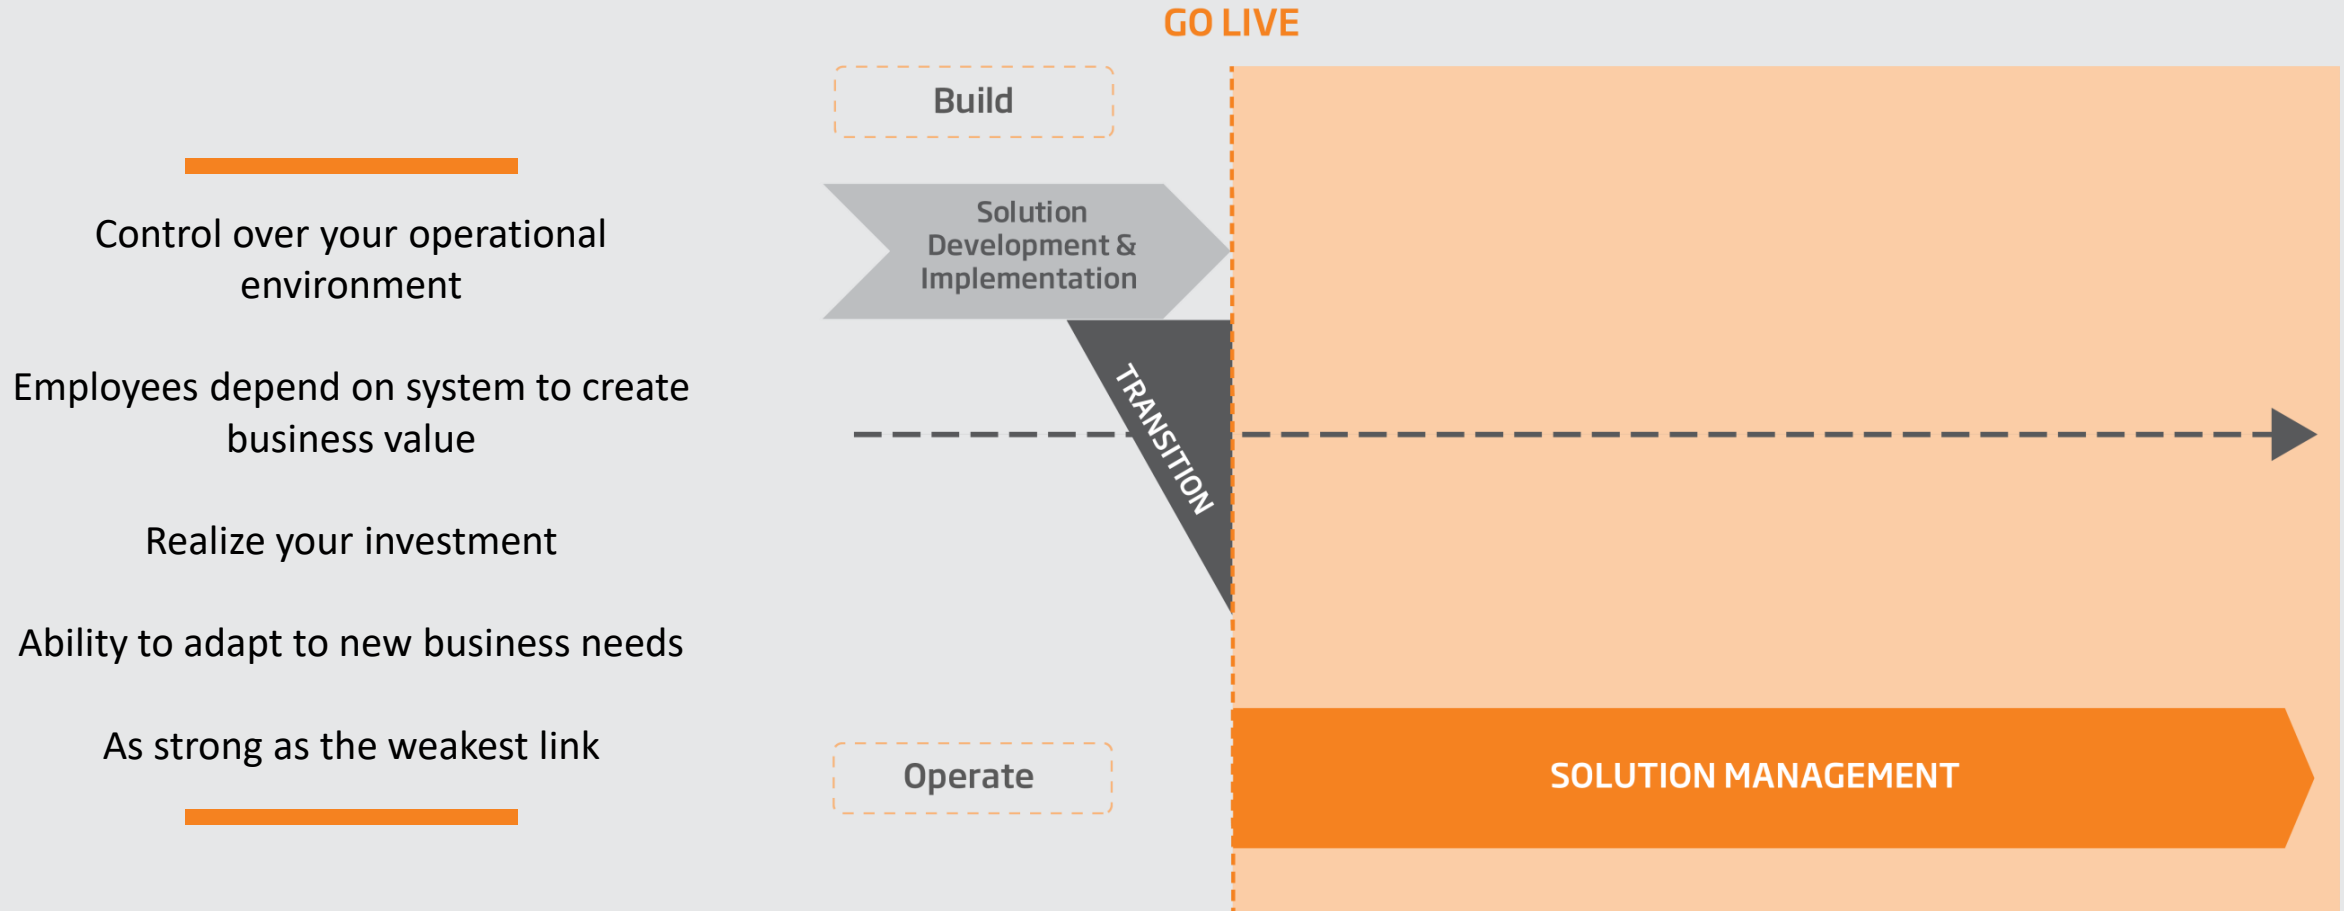 GO LIVE
Build
Control over your operational
environment
Employees depend on system to create
business value
Realize your investment
Ability to adapt to new business needs
As strong as the weakest link
Solution
Development &
Implementation
TRANSITION
Operate
SOLUTION MANAGEMENT